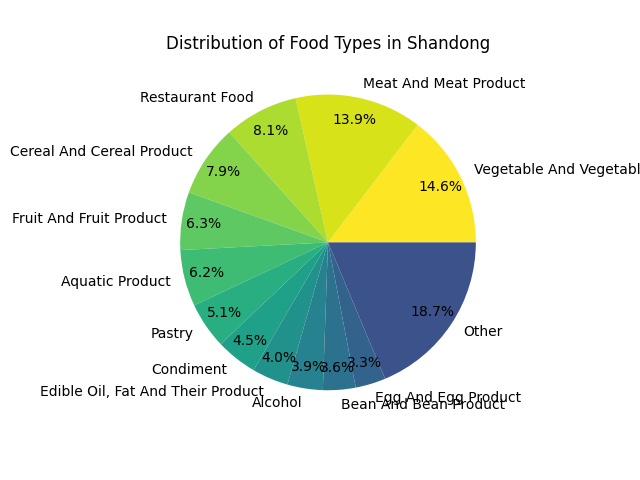 Distribution of Food Types in Shandong
Meat And Meat Product
Restaurant Food
13.9%
8.1%
Cereal And Cereal Product
7.9%
Vegetable And Vegetabl
14.6%
Fruit And Fruit Product
6.3%
Aquatic Product
6.2%
5.1%
18.7%
Pastry
Other
4.5%
4.0%
3.9%
3.6%
3.3%
Condiment
Edible Oil, Fat And Their Product
Alcohol
Egg And Egg Product
Bean And Bean Product